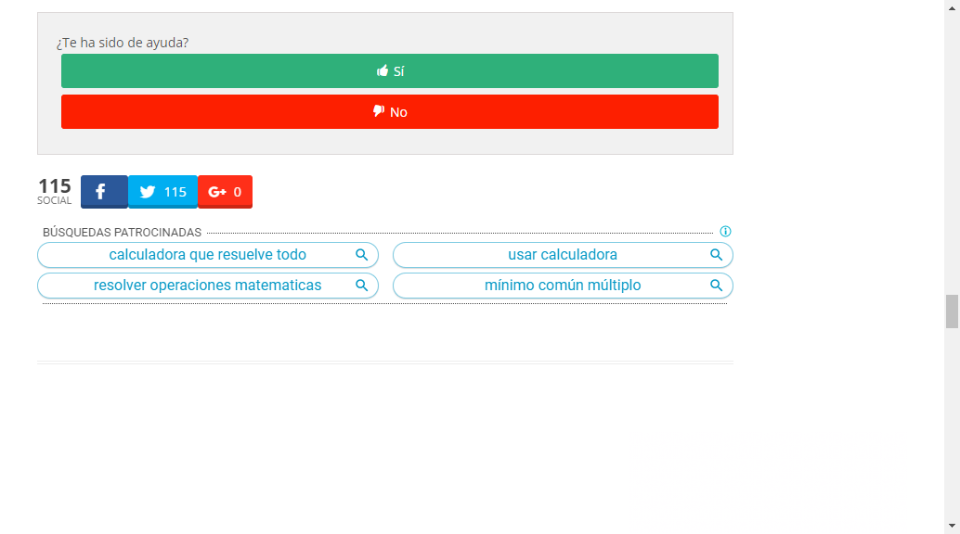 ¿Te ha sido de ayuda?
Sí
No
115
SOCIAL
115
G+ 0
BÚSQUEDAS PATROCINADAS
calculadora que resuelve todo
usar calculadora
resolver operaciones matematicas
mínimo común múltiplo